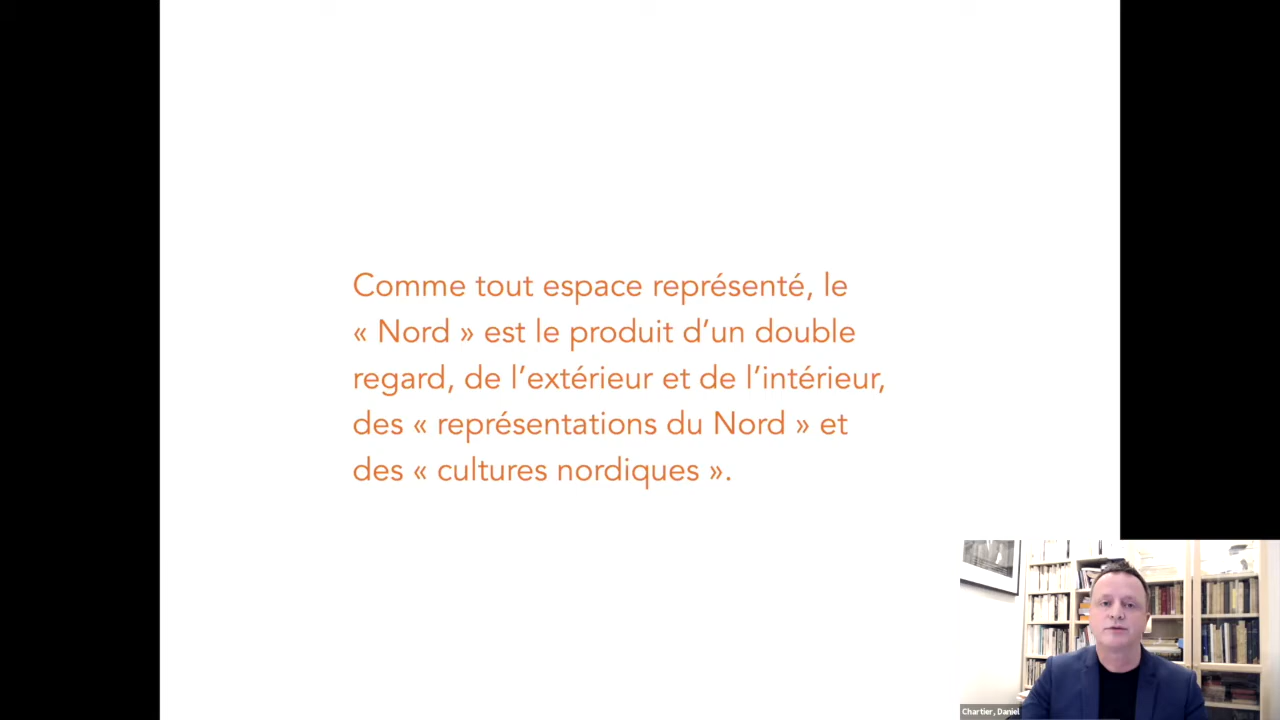 Comme tout espace représenté, le
« Nord » est le produit d’un double
regard, de l’extérieur et de l’intérieur,
des « représentations du Nord » et
des « cultures nordiques ».
Chartier, Daniel